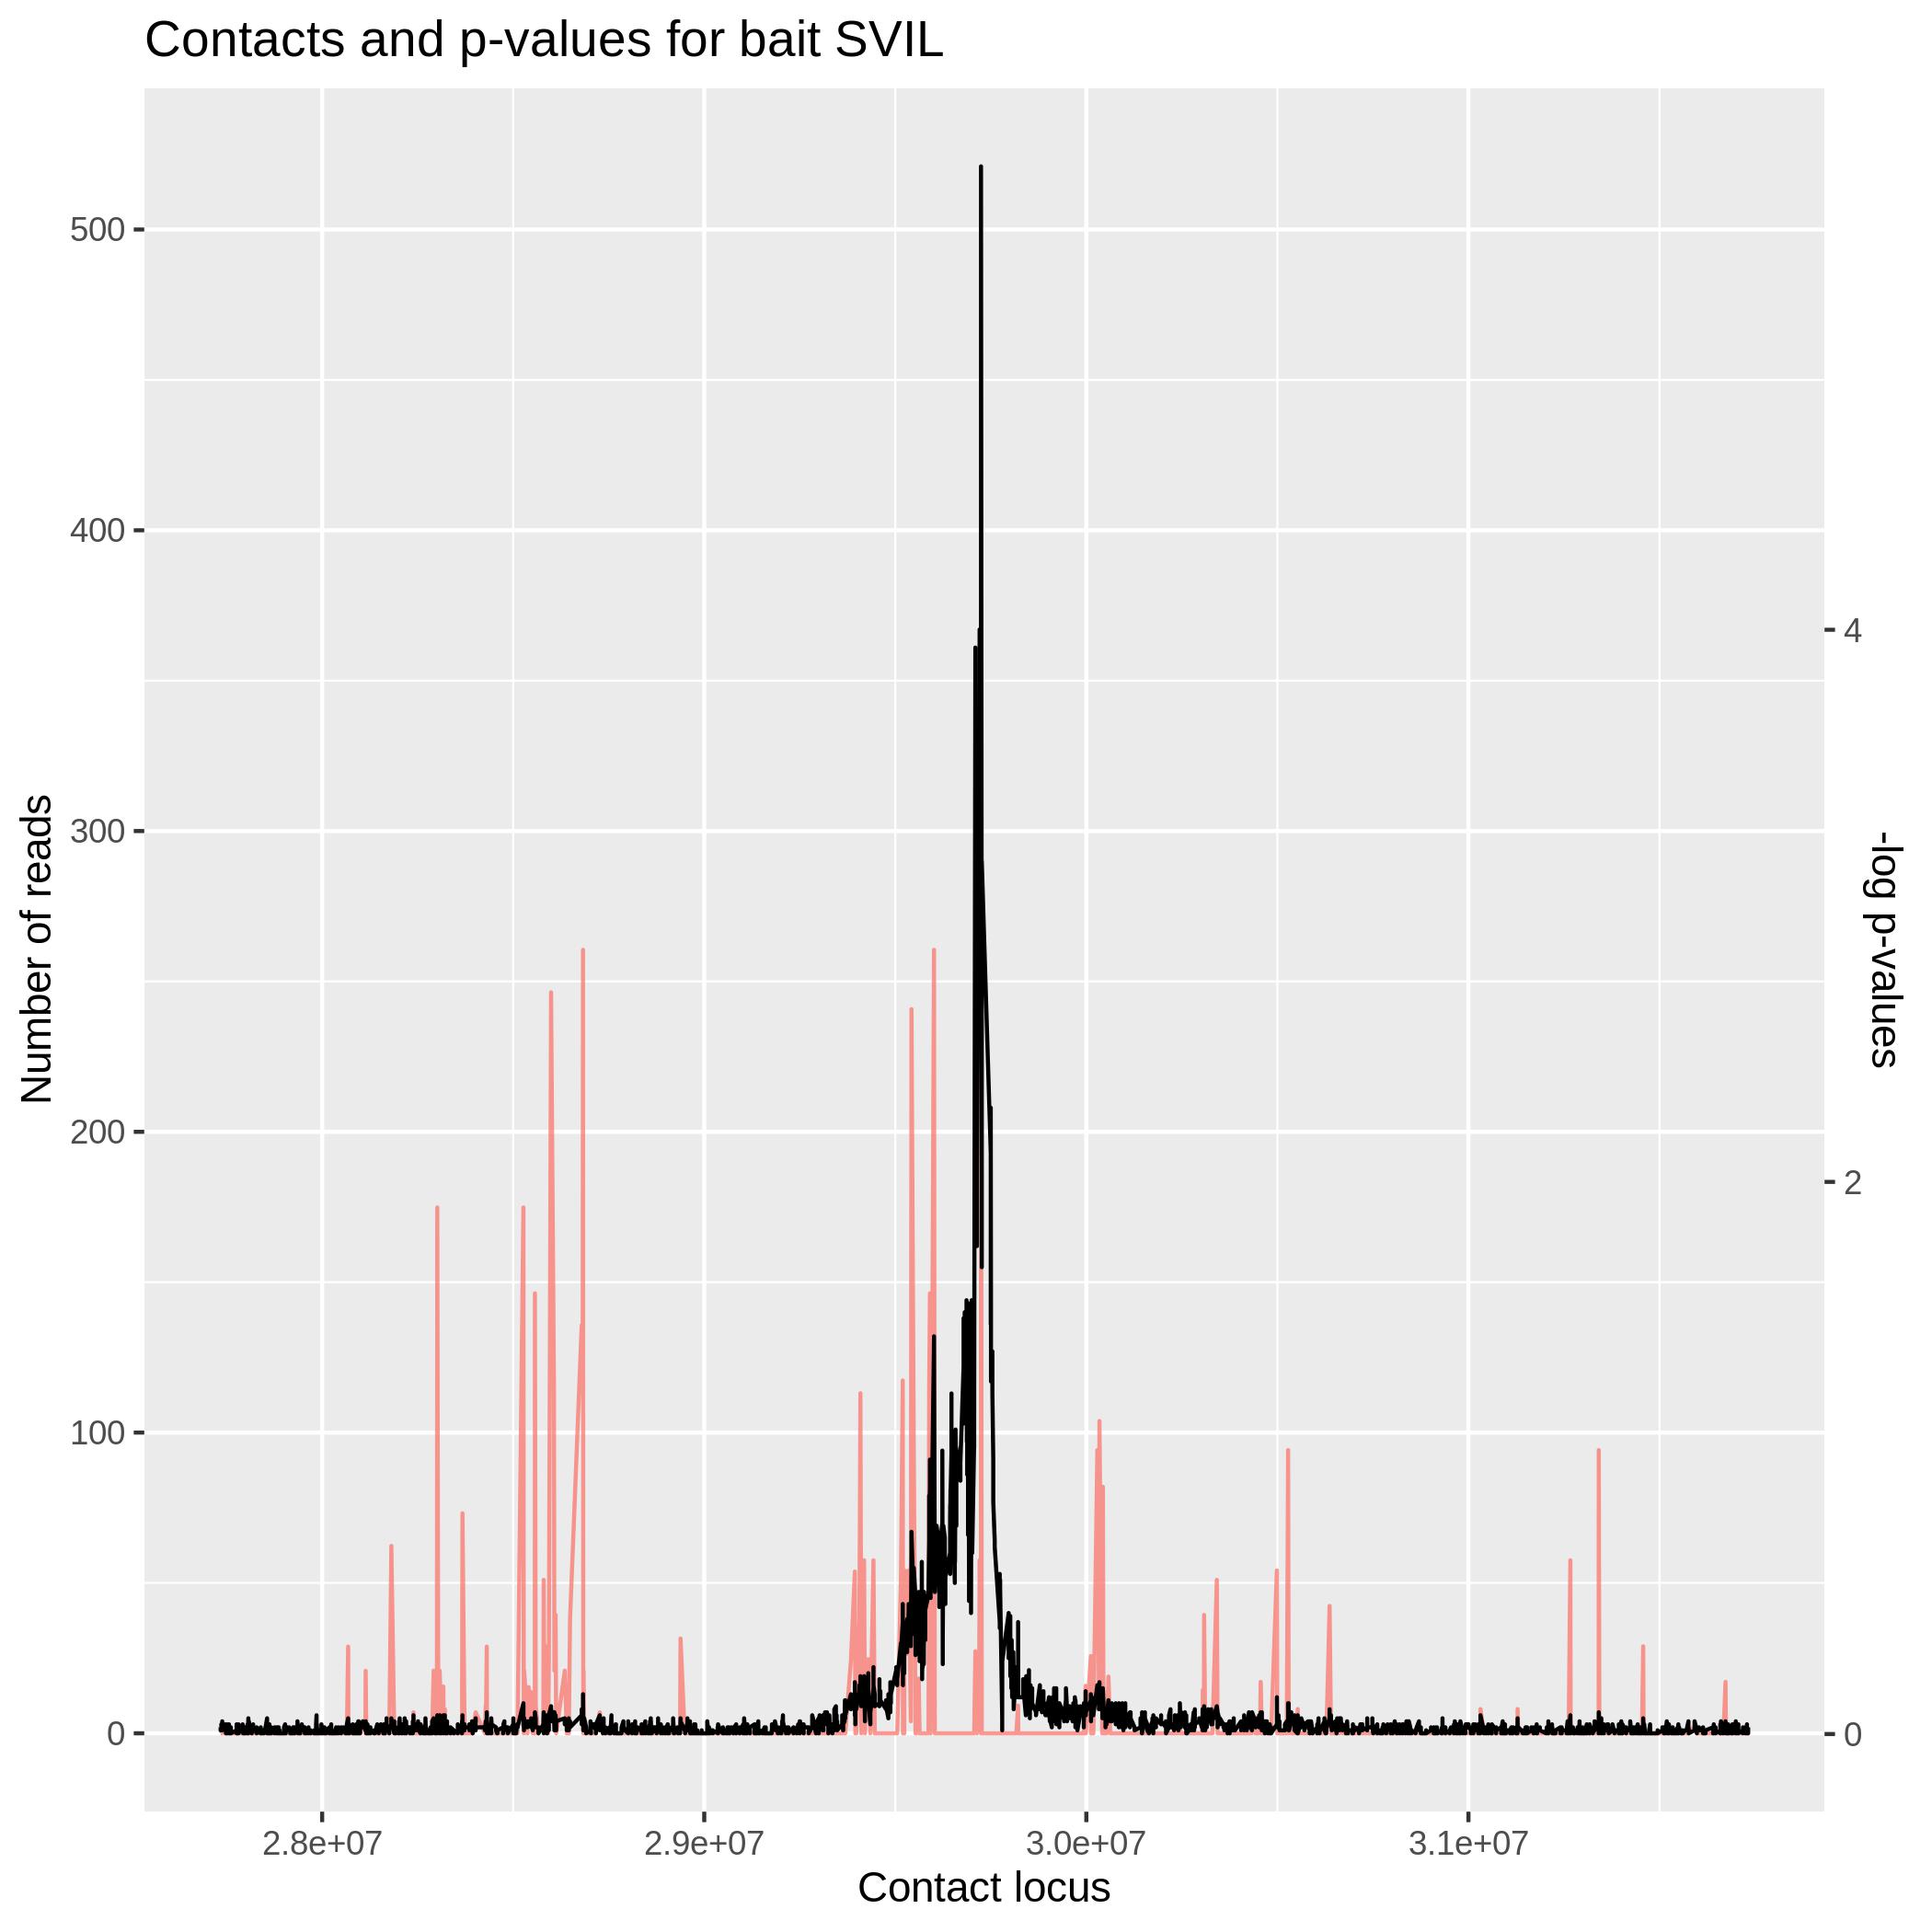 Contacts and p-values for bait SVIL
500
400
300
200
100
0
Number of reads
4
2
0
-log p-values
2.8e+07
2.9e+07
3.0e+07
3.1e+07
Contact locus